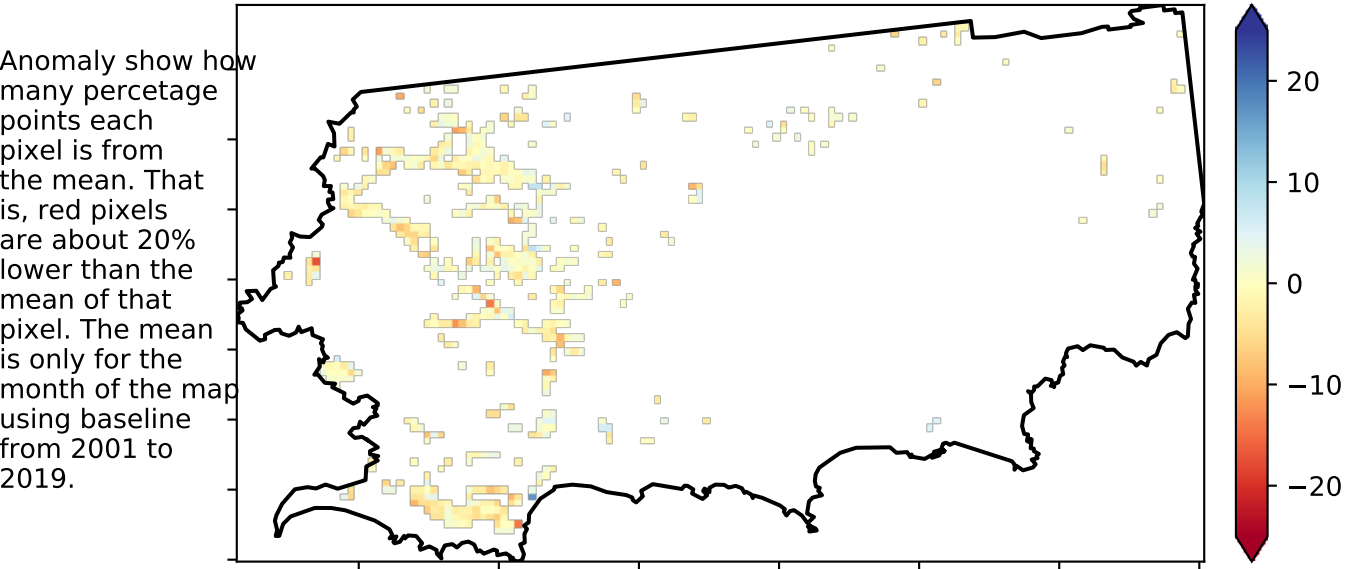 Anomaly show how
many percetage
points each
pixel is from
the mean. That
is, red pixels
are about 20%
lower than the
mean of that
pixel. The mean
is only for the
month of the map
using baseline
from 2001 to
2019.
20
10
0
−10
−20